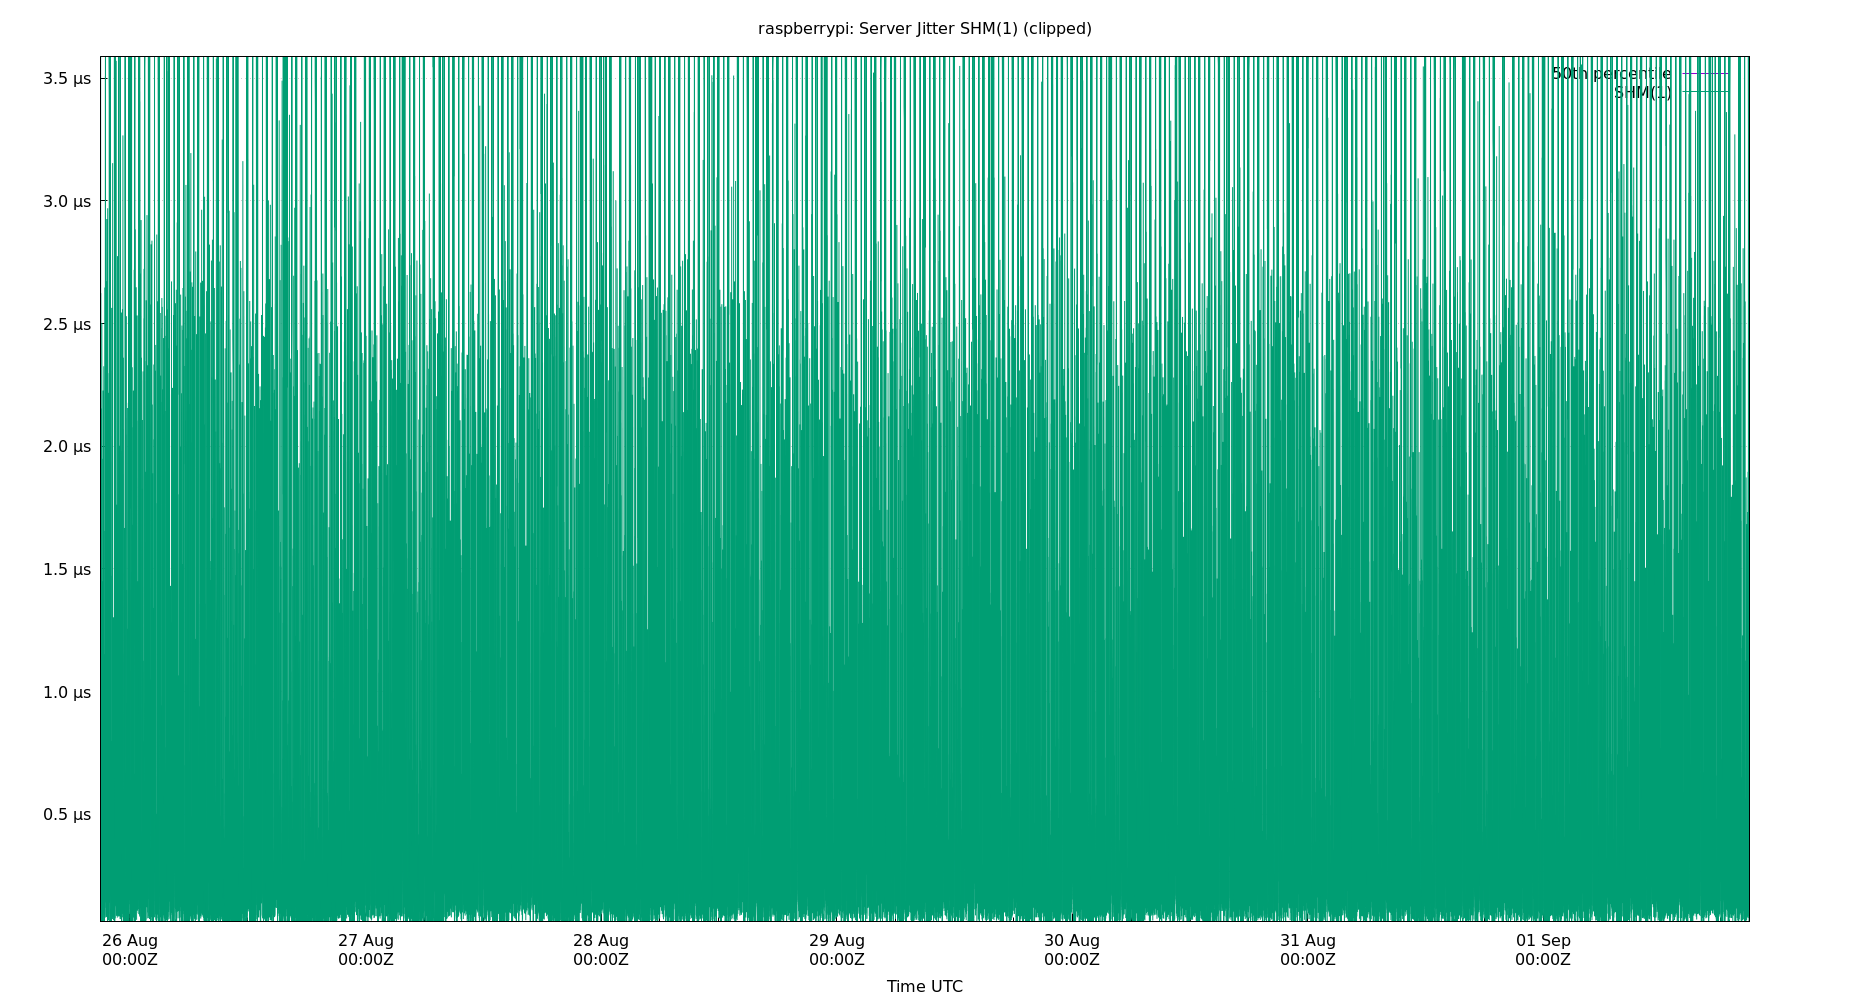 raspberrypi: Server Jitter SHM(1) (clipped)
3.5 µs
50th percentile
SHM(1)
3.0 µs
2.5 µs
2.0 µs
1.5 µs
1.0 µs
0.5 µs
26 Aug 27 Aug 28 Aug 29 Aug 30 Aug 31 Aug 01 Sep
00:00Z 00:00Z 00:00Z 00:00Z 00:00Z 00:00Z 00:00Z
Time UTC